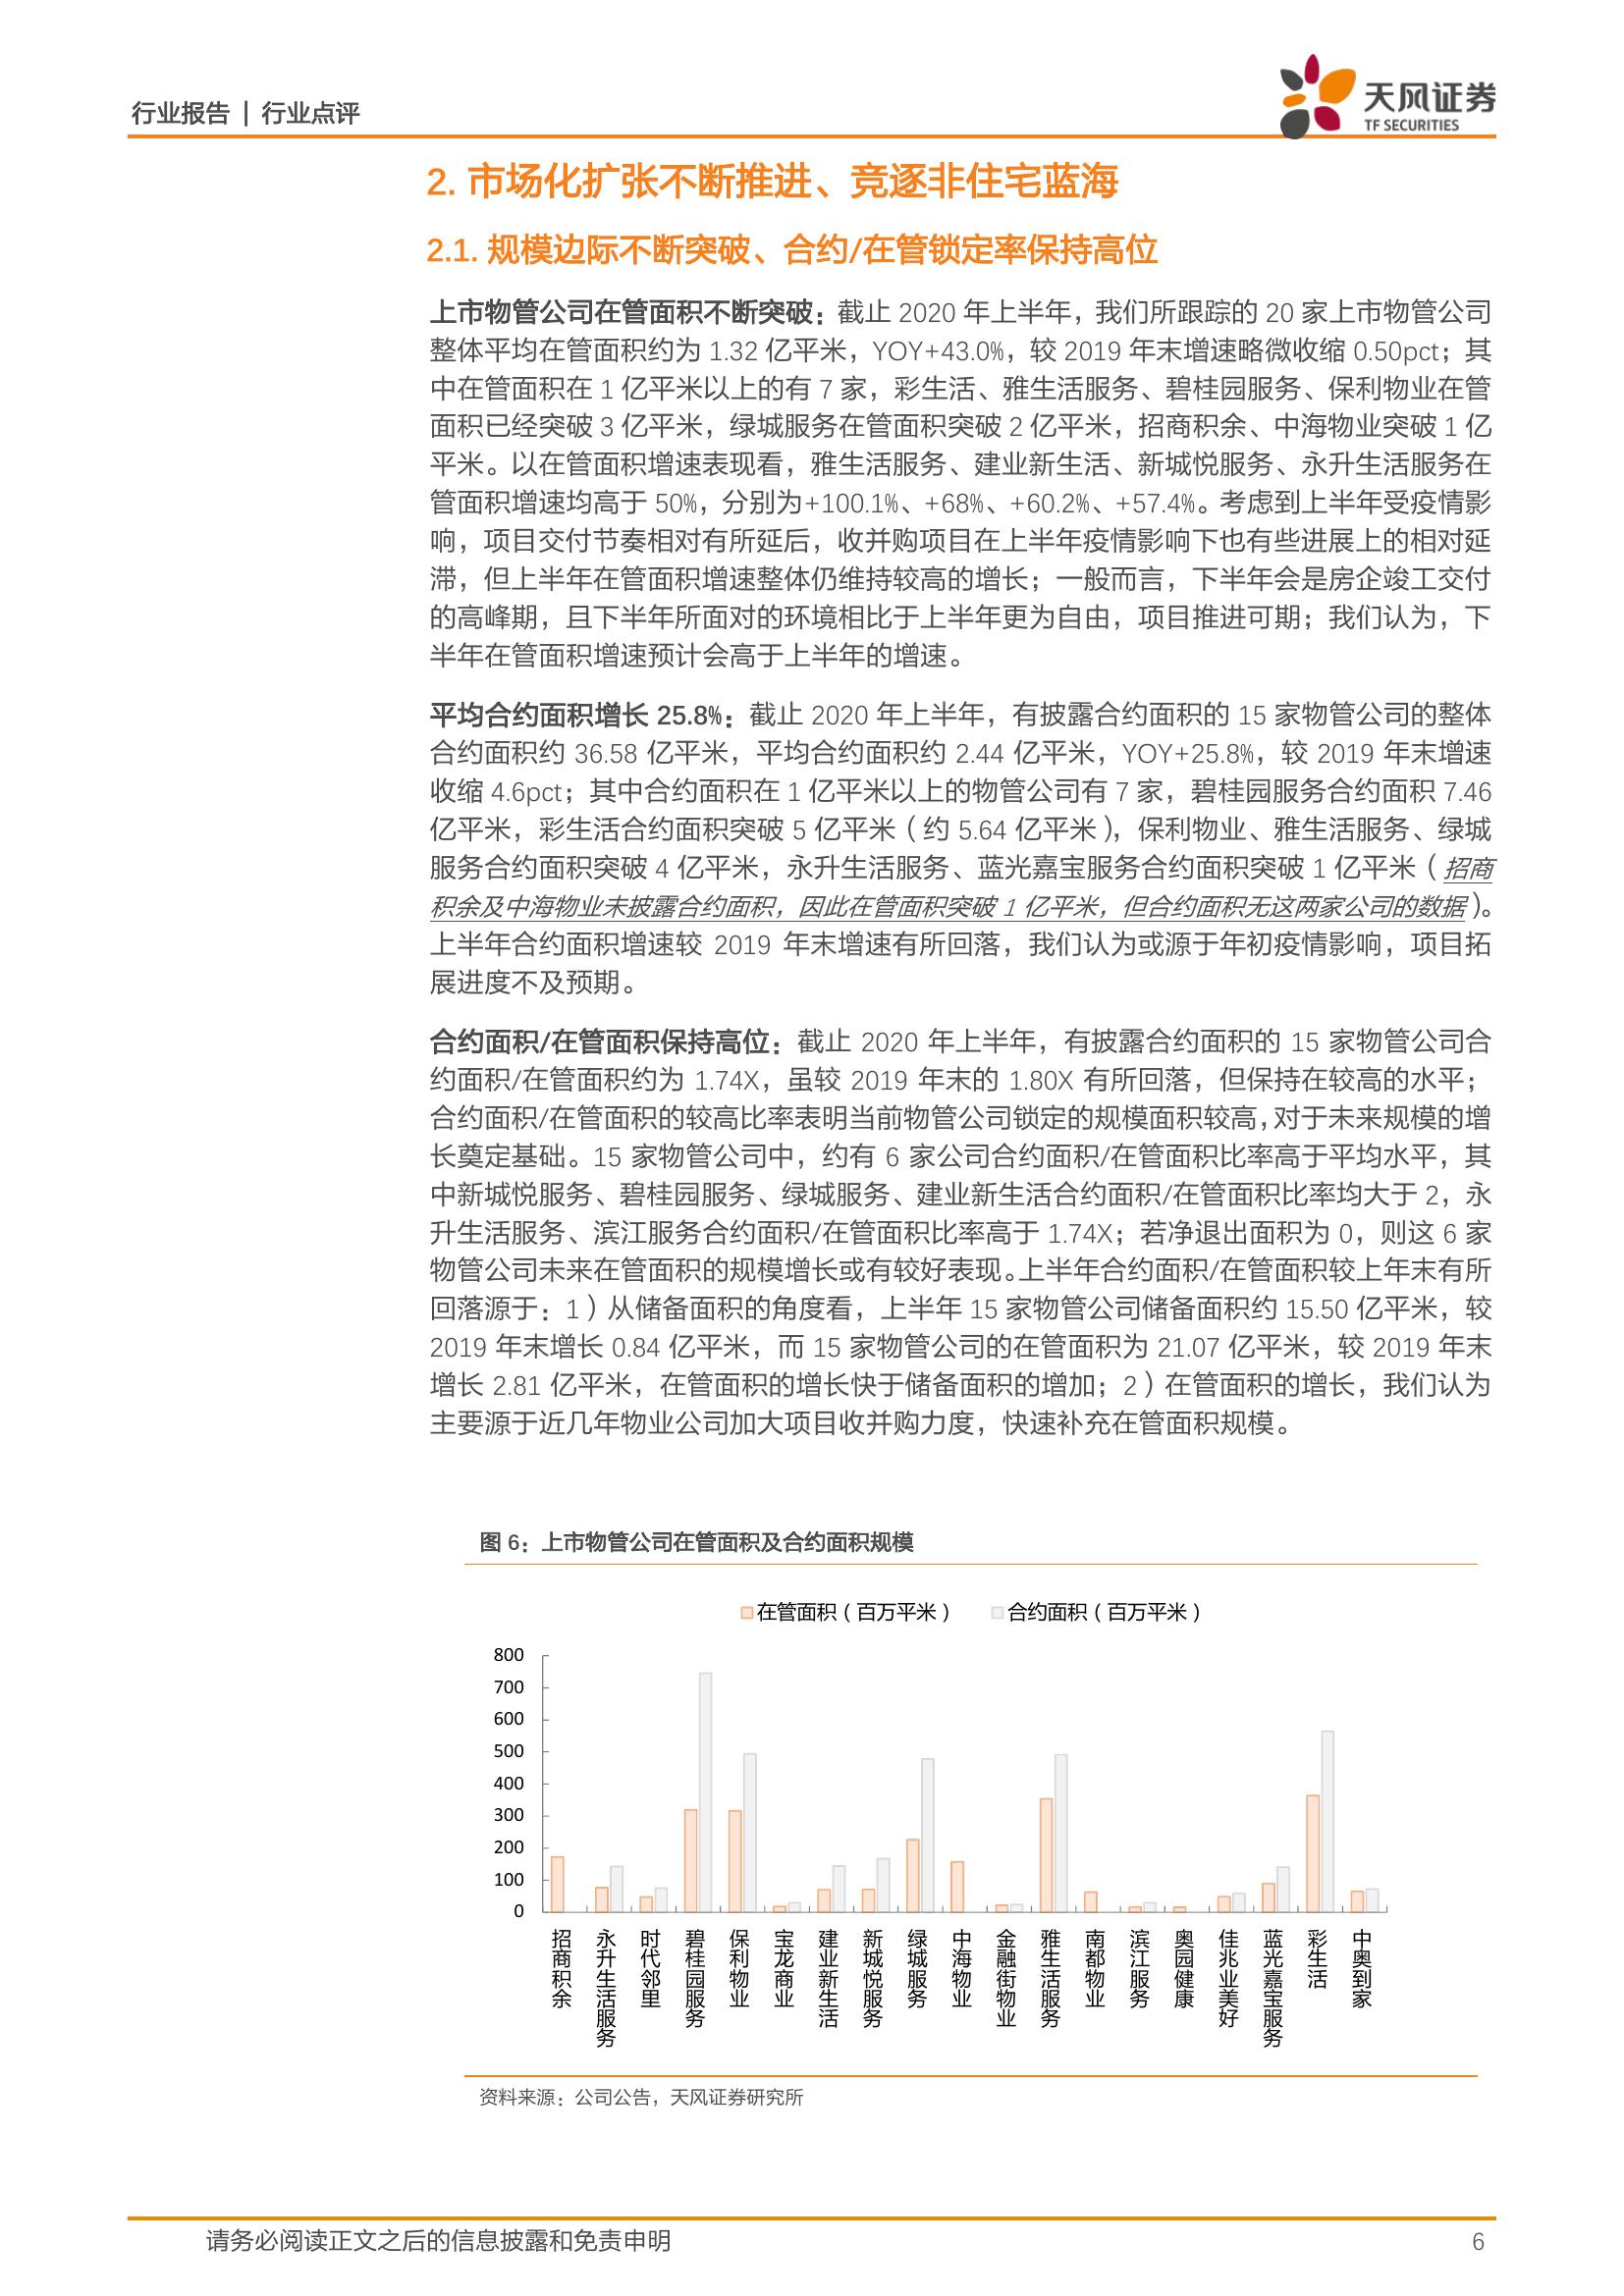 行业报告 | 行业点评
天风证券
TF SECURITIES
2. 市场化扩张不断推进、竞逐非住宅蓝海
2.1. 规模边际不断突破、合约/在管锁定率保持高位
上市物管公司在管面积不断突破：截止 2020 年上半年，我们所跟踪的 20 家上市物管公司
整体平均在管面积约为 1.32 亿平米，YOY+43.0%，较 2019 年末增速略微收缩 0.50pct；其
中在管面积在 1 亿平米以上的有 7 家，彩生活、雅生活服务、碧桂园服务、保利物业在管
面积已经突破 3 亿平米，绿城服务在管面积突破 2 亿平米，招商积余、中海物业突破 1 亿
平米。以在管面积增速表现看，雅生活服务、建业新生活、新城悦服务、永升生活服务在
管面积增速均高于 50%，分别为+100.1%、+68%、+60.2%、+57.4%。考虑到上半年受疫情影
响，项目交付节奏相对有所延后，收并购项目在上半年疫情影响下也有些进展上的相对延
滞，但上半年在管面积增速整体仍维持较高的增长；一般而言，下半年会是房企竣工交付
的高峰期，且下半年所面对的环境相比于上半年更为自由，项目推进可期；我们认为，下
半年在管面积增速预计会高于上半年的增速。
平均合约面积增长 25.8%：截止 2020 年上半年，有披露合约面积的 15 家物管公司的整体
合约面积约 36.58 亿平米，平均合约面积约 2.44 亿平米，YOY+25.8%，较 2019 年末增速
收缩 4.6pct；其中合约面积在 1 亿平米以上的物管公司有 7 家，碧桂园服务合约面积 7.46
亿平米，彩生活合约面积突破 5 亿平米（约 5.64 亿平米），保利物业、雅生活服务、绿城
服务合约面积突破 4 亿平米，永升生活服务、蓝光嘉宝服务合约面积突破 1 亿平米（招商
积余及中海物业未披露合约面积，因此在管面积突破 1 亿平米，但合约面积无这两家公司的数据）。
上半年合约面积增速较 2019 年末增速有所回落，我们认为或源于年初疫情影响，项目拓
展进度不及预期。
合约面积/在管面积保持高位：截止 2020 年上半年，有披露合约面积的 15 家物管公司合
约面积/在管面积约为 1.74X，虽较 2019 年末的 1.80X 有所回落，但保持在较高的水平；
合约面积/在管面积的较高比率表明当前物管公司锁定的规模面积较高，对于未来规模的增
长奠定基础。15 家物管公司中，约有 6 家公司合约面积/在管面积比率高于平均水平，其
中新城悦服务、碧桂园服务、绿城服务、建业新生活合约面积/在管面积比率均大于 2，永
升生活服务、滨江服务合约面积/在管面积比率高于 1.74X；若净退出面积为 0，则这 6 家
物管公司未来在管面积的规模增长或有较好表现。上半年合约面积/在管面积较上年末有所
回落源于：1）从储备面积的角度看，上半年 15 家物管公司储备面积约 15.50 亿平米，较
2019 年末增长 0.84 亿平米，而 15 家物管公司的在管面积为 21.07 亿平米，较 2019 年末
增长 2.81 亿平米，在管面积的增长快于储备面积的增加；2）在管面积的增长，我们认为
主要源于近几年物业公司加大项目收并购力度，快速补充在管面积规模。
图 6：上市物管公司在管面积及合约面积规模
在管面积（百万平米） 合约面积（百万平米）
800
700
600
500
400
300
200
100
0
招商积余
永升生活服务
时代邻里
碧桂园服务
保利物业
宝龙商业
建业新生活
新城悦服务
绿城服务
中海物业
金融街物业
雅生活服务
南都物业
滨江服务
奥园健康
佳兆业美好
蓝光嘉宝服务
彩生活
中奥到家
资料来源：公司公告，天风证券研究所
请务必阅读正文之后的信息披露和免责申明 6